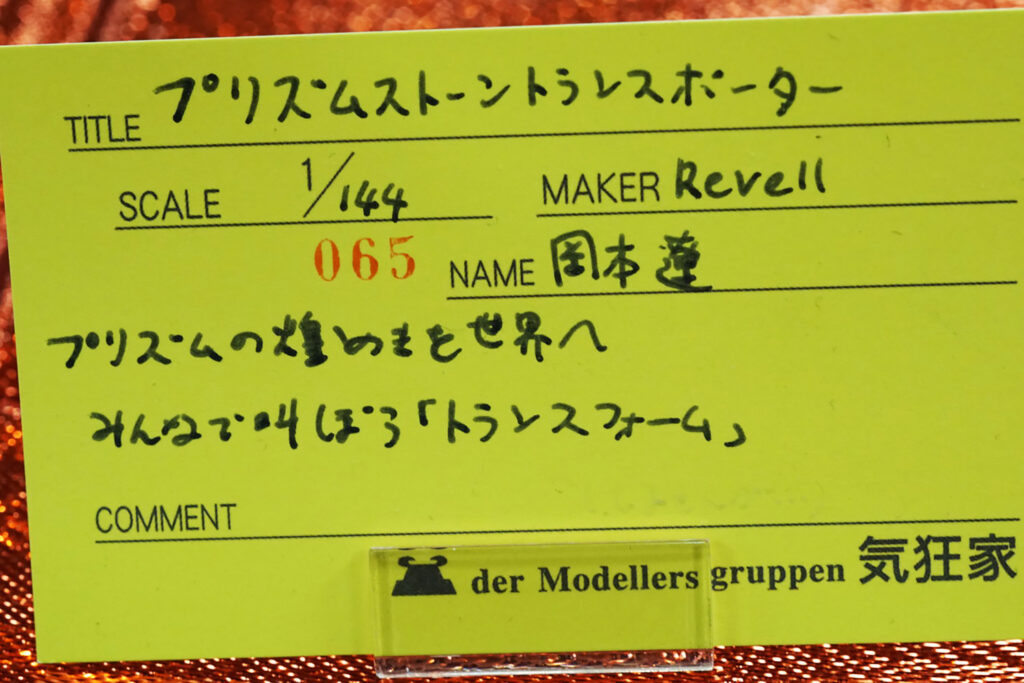 TITLE プリズムストーントランスポーター
SCALE 1/144 MAKER Revell
065 NAME 岡本 蓮
プリズムの煌めきを世界へ
みんなで叫ぼう「トランスフォーム」
COMMENT
der Modellers gruppen 気狂家